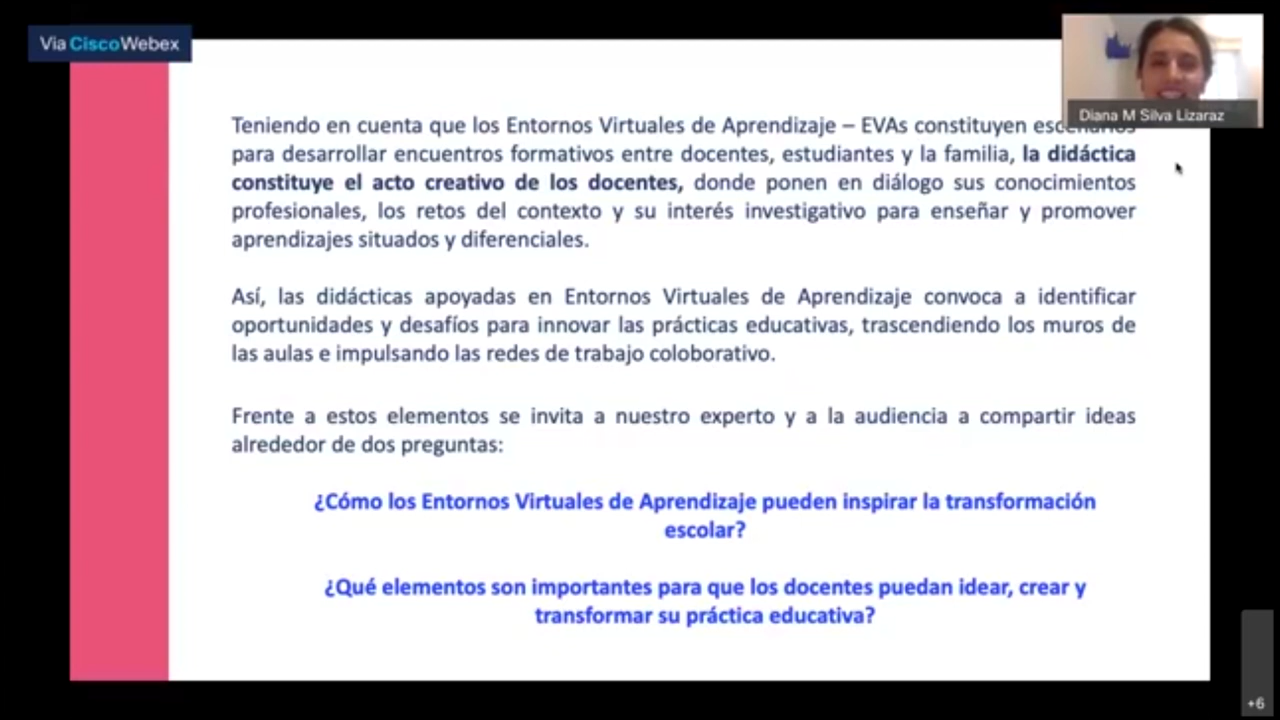 Via CiscoWebex
Diana M Silva Lizaraz
Teniendo en cuenta que los Entornos Virtuales de Aprendizaje – EVAs constituyen
para desarrollar encuentros formativos entre docentes, estudiantes y la familia, la didáctica
constituye el acto creativo de los docentes, donde ponen en diálogo sus conocimientos
profesionales, los retos del contexto y su interés investigativo para enseñar y promover
aprendizajes situados y diferenciales.
Así, las didácticas apoyadas en Entornos Virtuales de Aprendizaje convoca a identificar
oportunidades y desafíos para innovar las prácticas educativas, trascendiendo los muros de
las aulas e impulsando las redes de trabajo coloborativo.
Frente a estos elementos se invita a nuestro experto y a la audiencia a compartir ideas
alrededor de dos preguntas:
¿Cómo los Entornos Virtuales de Aprendizaje pueden inspirar la transformación
escolar?
¿Qué elementos son importantes para que los docentes puedan idear, crear y
transformar su práctica educativa?
+6